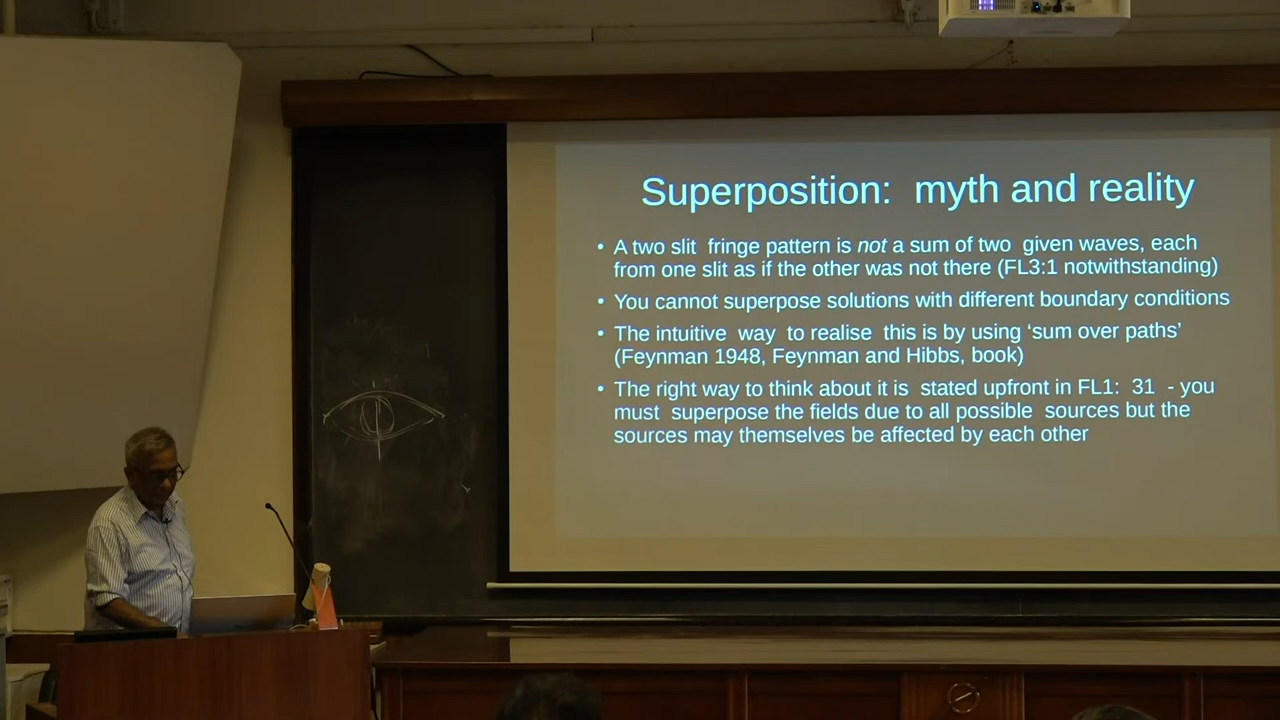 Superposition: myth and reality
• A two slit fringe pattern is not a sum of two given waves, each
from one slit as if the other was not there (FL3:1 notwithstanding)
• You cannot superpose solutions with different boundary conditions
• The intuitive way to realise this is by using ‘sum over paths’
(Feynman 1948, Feynman and Hibbs, book)
• The right way to think about it is stated upfront in FL1: 31 - you
must superpose the fields due to all possible sources but the
sources may themselves be affected by each other